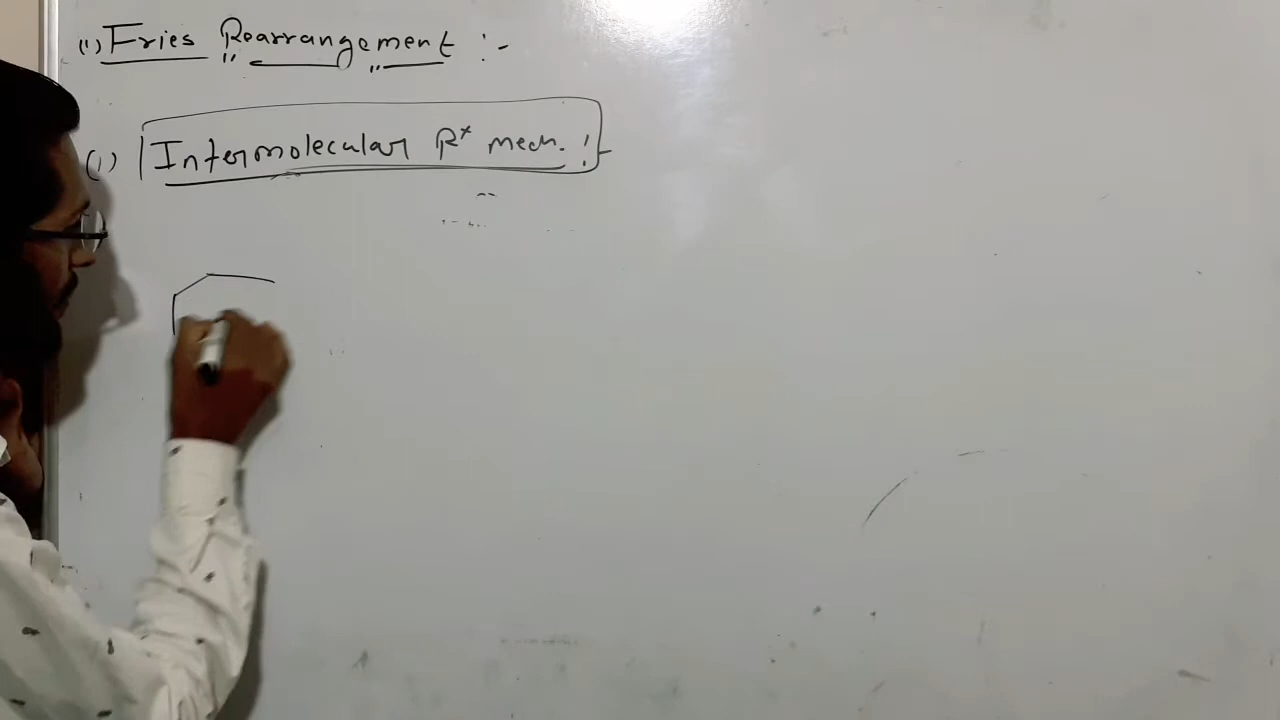 (1) Fries Rearrangement :-
(1) Intermolecular Rˣ mech. :-